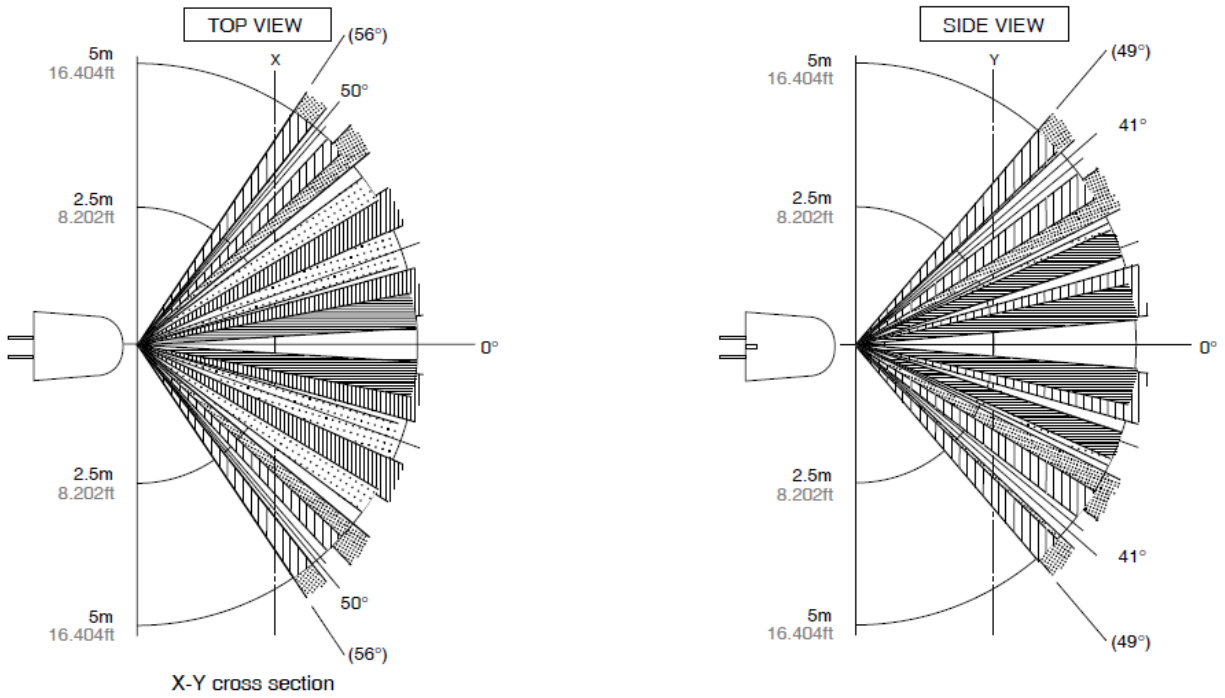 TOP VIEW
X
(56°)
5m
16.404ft
50°
2.5m
8.202ft
0°
2.5m
8.202ft
50°
5m
16.404ft
(56°)
X-Y cross section
SIDE VIEW
Y
(49°)
5m
16.404ft
41°
2.5m
8.202ft
0°
2.5m
8.202ft
41°
5m
16.404ft
(49°)